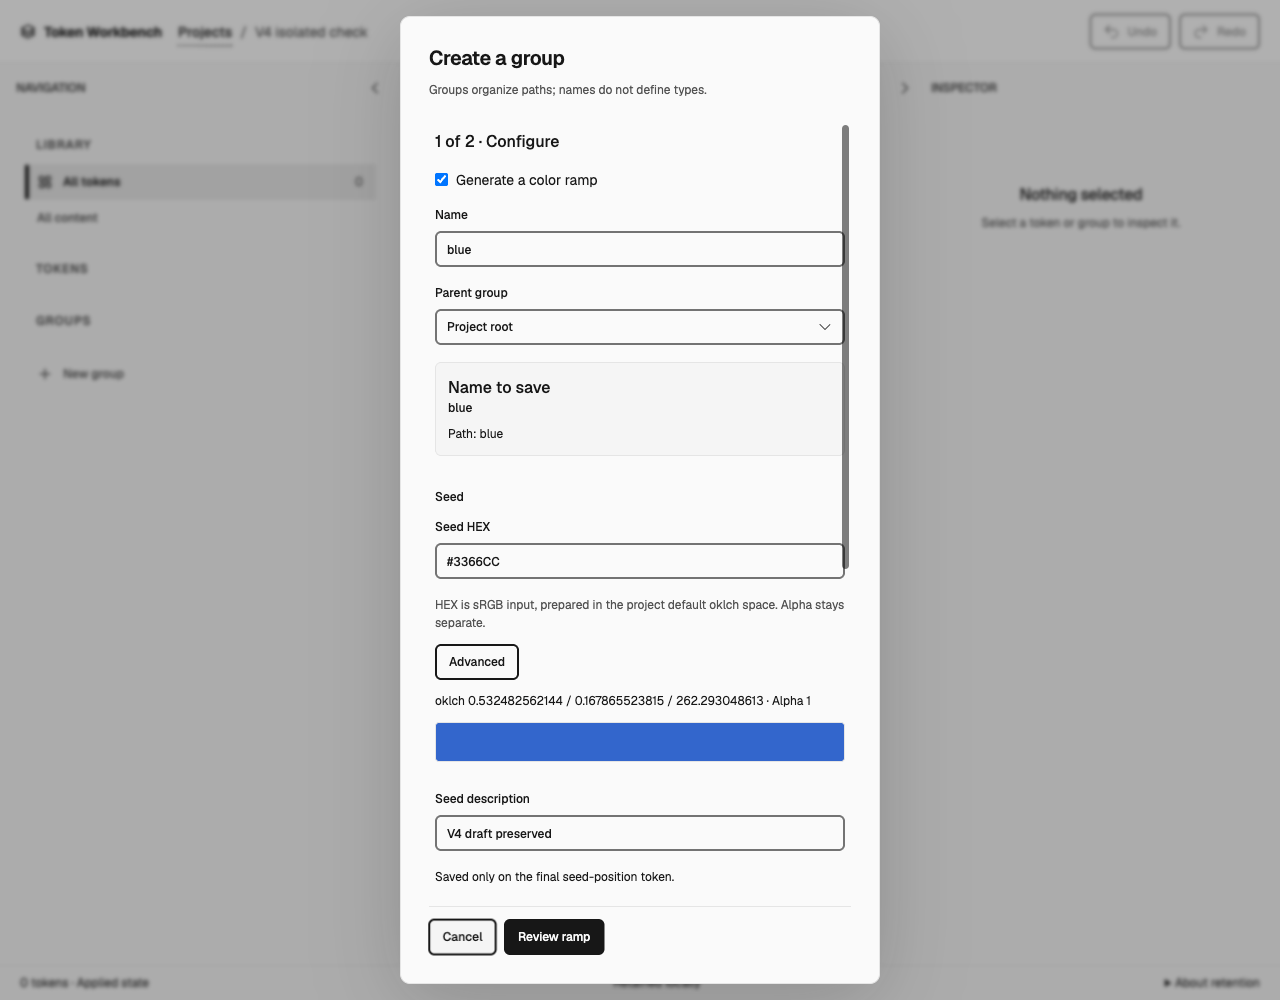 Token Workbench Projects / V4 isolated check
Undo Redo
NAVIGATION
LIBRARY
All tokens 0
All content
TOKENS
GROUPS
New group
Create a group
Groups organize paths; names do not define types.
1 of 2 · Configure
Generate a color ramp
Name
blue
Parent group
Project root
Name to save
blue
Path: blue
Seed
Seed HEX
#3366CC
HEX is sRGB input, prepared in the project default oklch space. Alpha stays
separate.
Advanced
oklch 0.532482562144 / 0.167865523815 / 262.293048613 · Alpha 1
Seed description
V4 draft preserved
Saved only on the final seed-position token.
Cancel Review ramp
INSPECTOR
Nothing selected
Select a token or group to inspect it.
0 tokens · Applied state
About retention